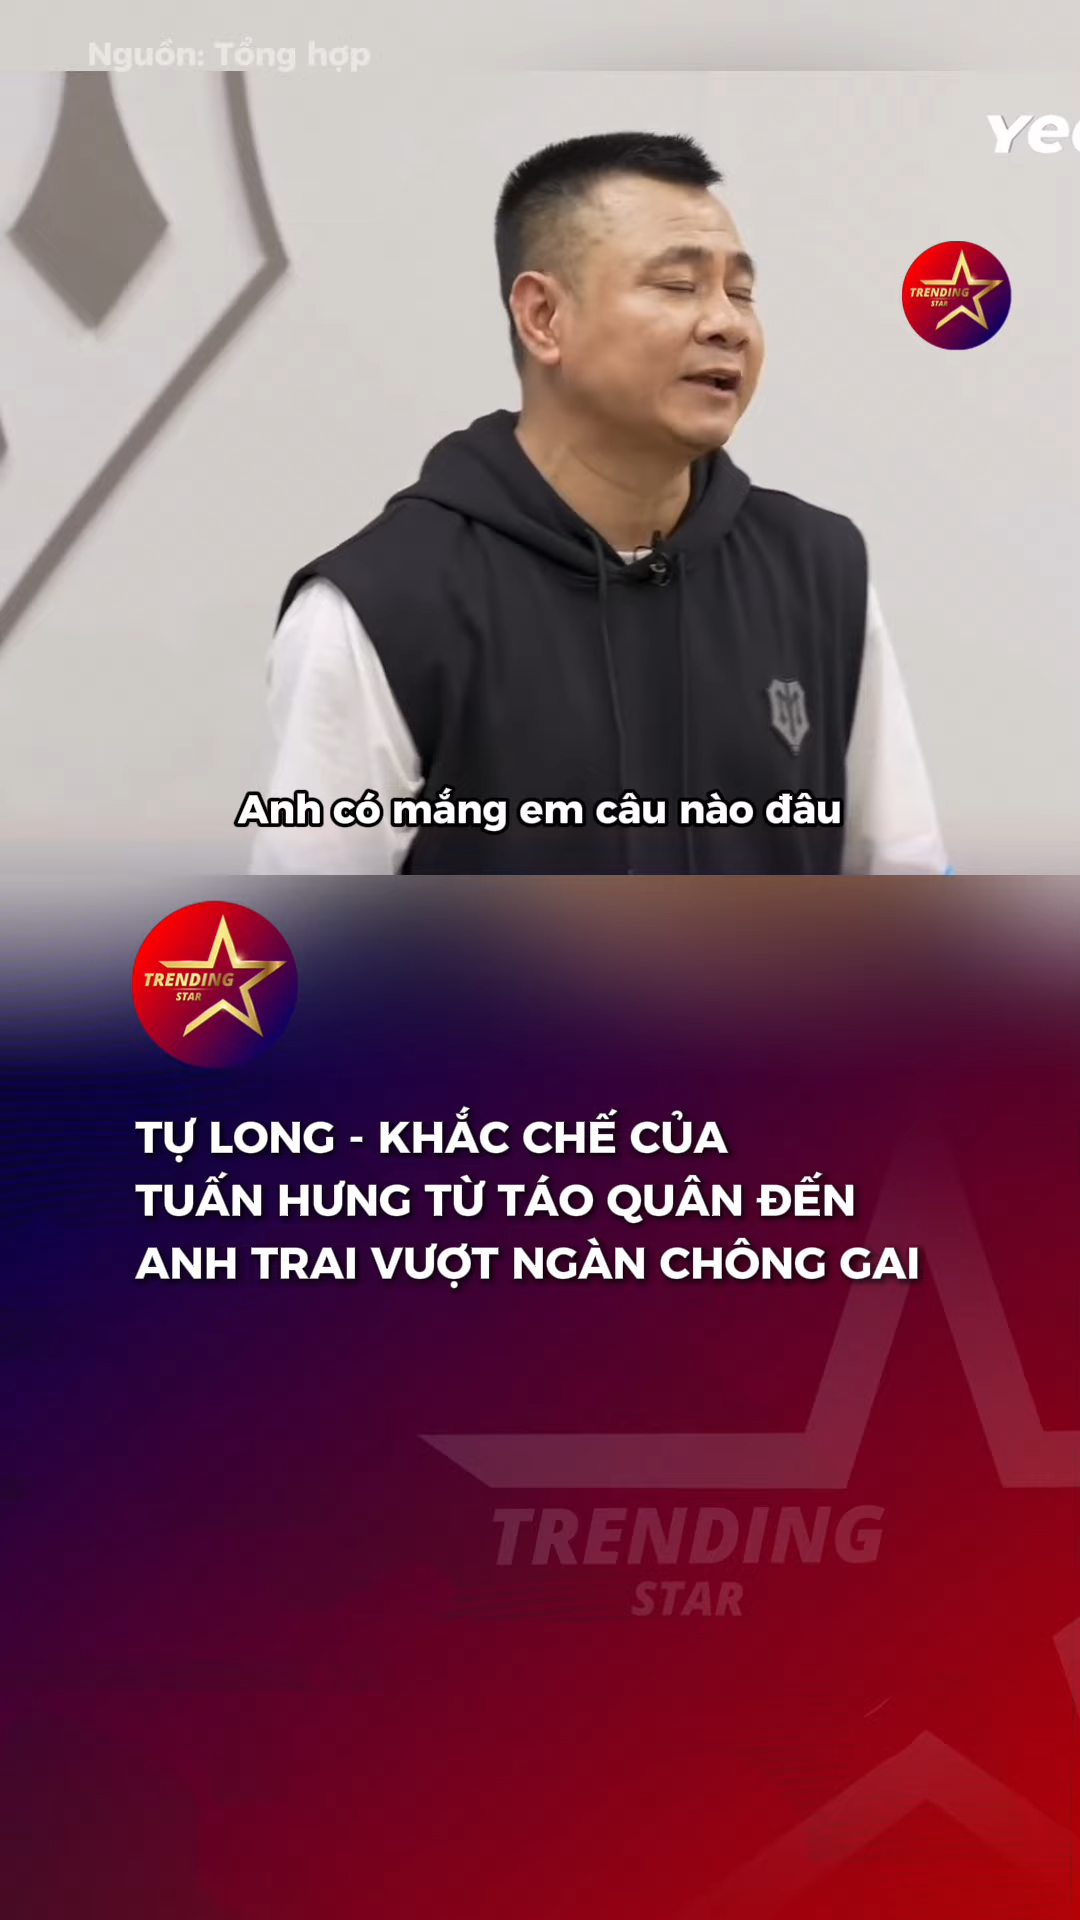 Nguồn: Tổng hợp
TRENDING
STAR
Anh có mắng em câu nào đâu
TRENDING
STAR
TỰ LONG - KHẮC CHẾ CỦA
TUẤN HƯNG TỪ TÁO QUÂN ĐẾN
ANH TRAI VƯỢT NGÀN CHÔNG GAI
TRENDING
STAR